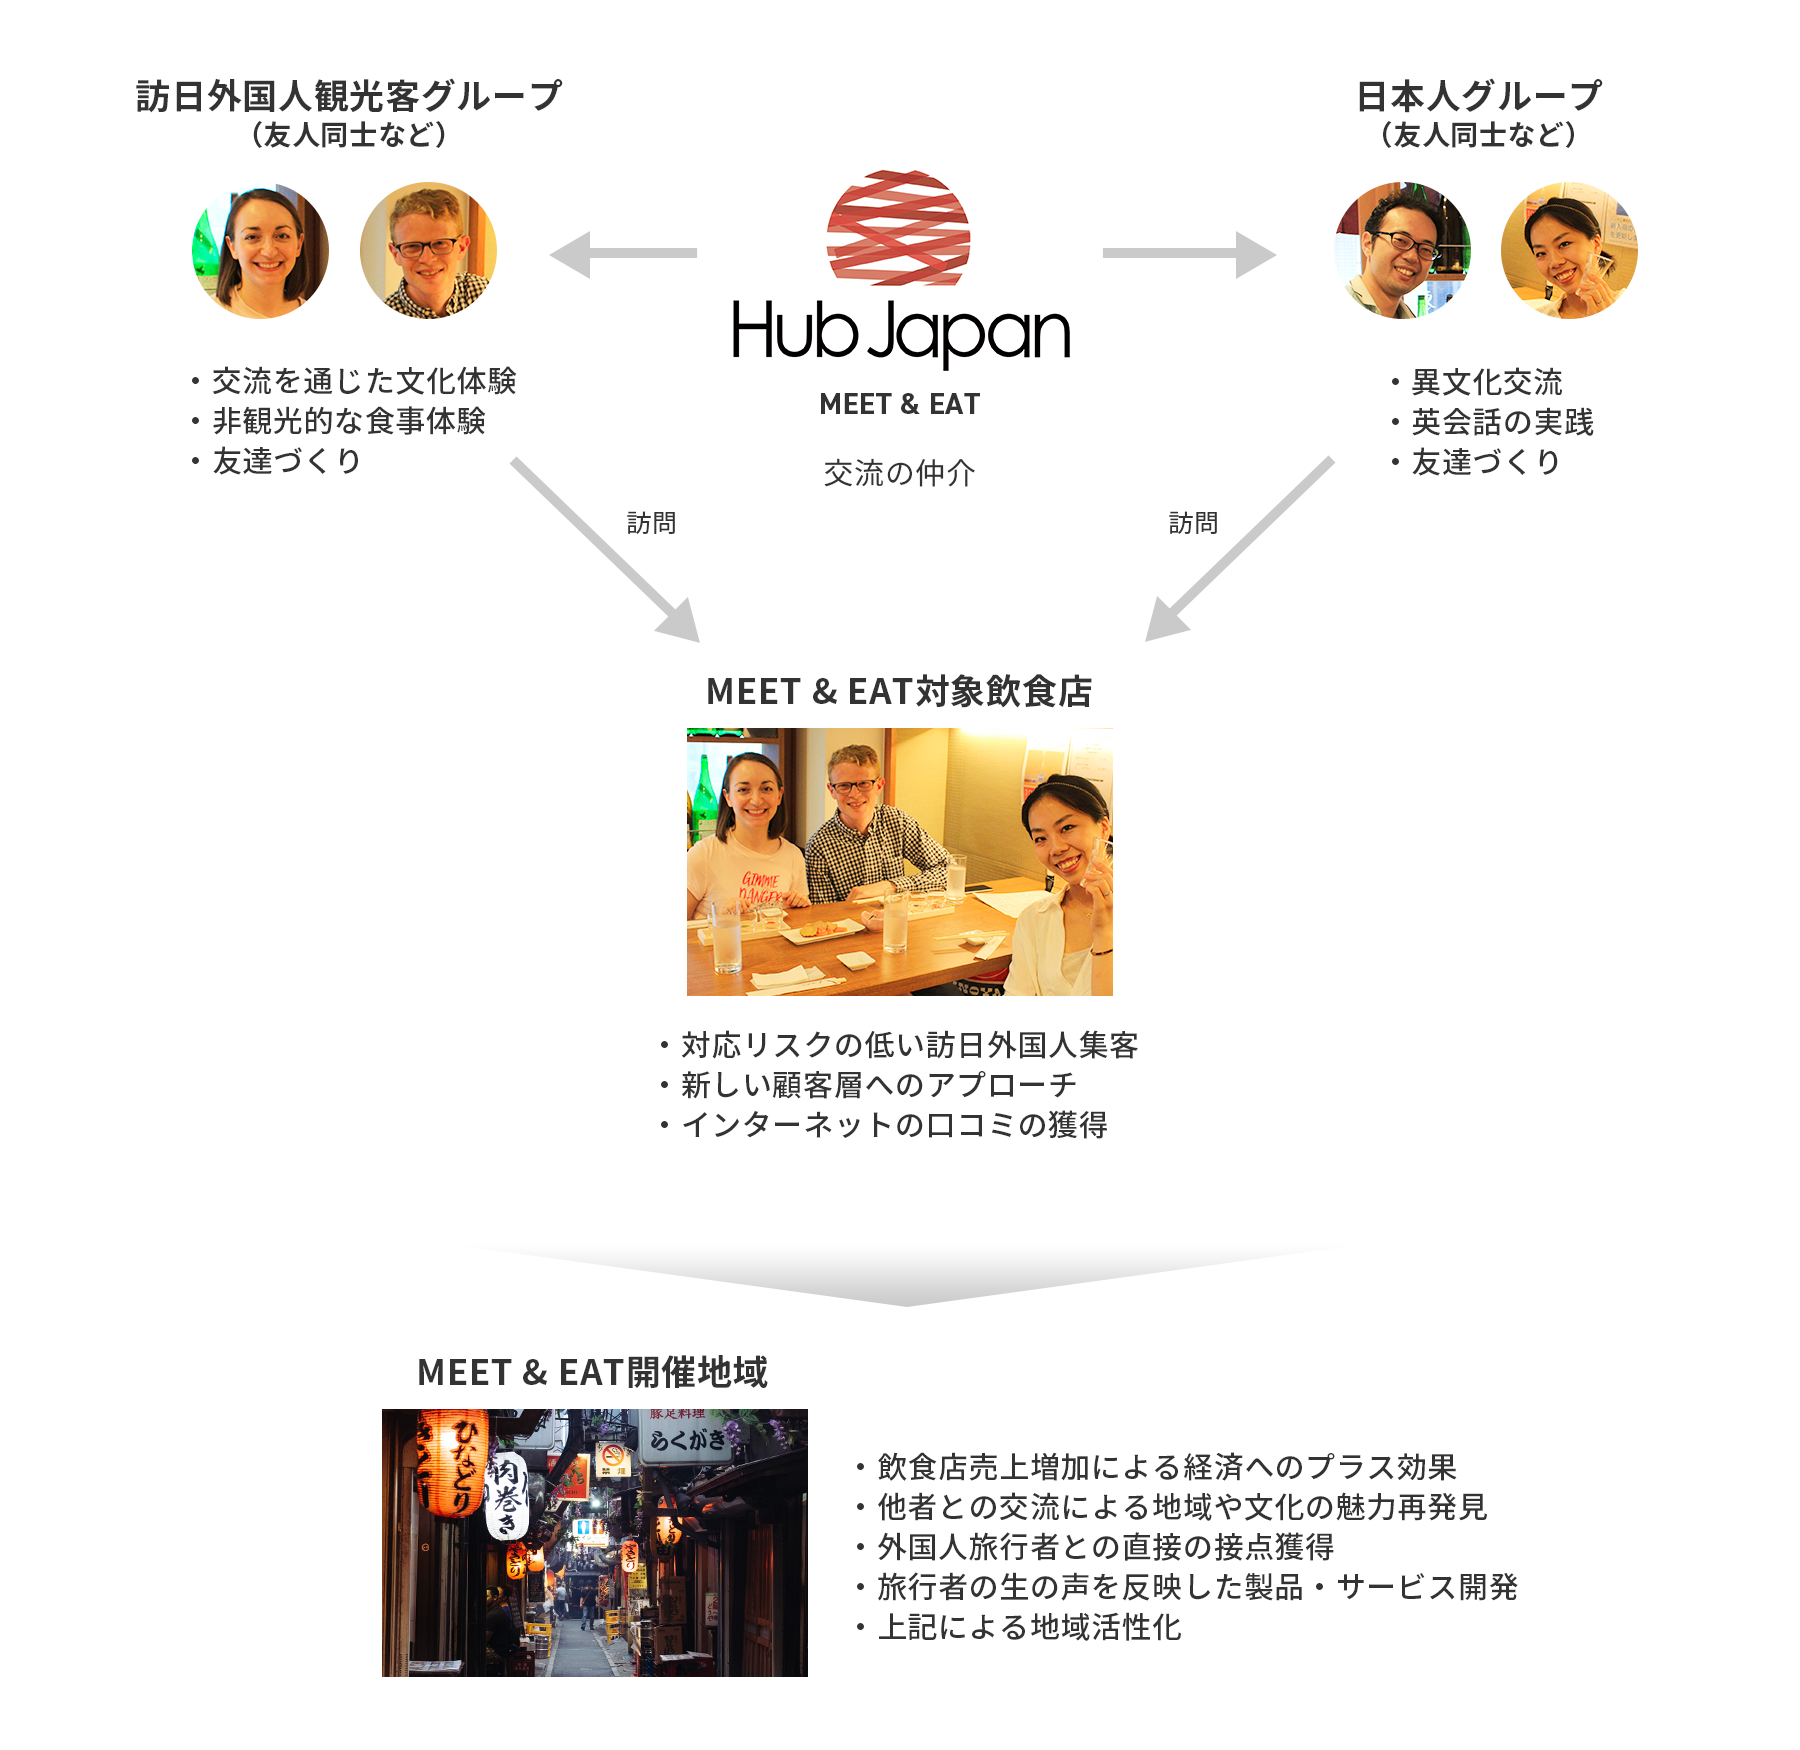 訪日外国人観光客グループ
（友人同士など）
・交流を通じた文化体験
・非観光的な食事体験
・友達づくり
Hub Japan
MEET & EAT
交流の仲介
日本人グループ
（友人同士など）
・異文化交流
・英会話の実践
・友達づくり
訪問
訪問
MEET & EAT対象飲食店
GIMME
DANGER
・対応リスクの低い訪日外国人集客
・新しい顧客層へのアプローチ
・インターネットの口コミの獲得
MEET & EAT開催地域
ひなどり
肉巻き
豚足料理
らくがき
・飲食店売上増加による経済へのプラス効果
・他者との交流による地域や文化の魅力再発見
・外国人旅行者との直接の接点獲得
・旅行者の生の声を反映した製品・サービス開発
・上記による地域活性化